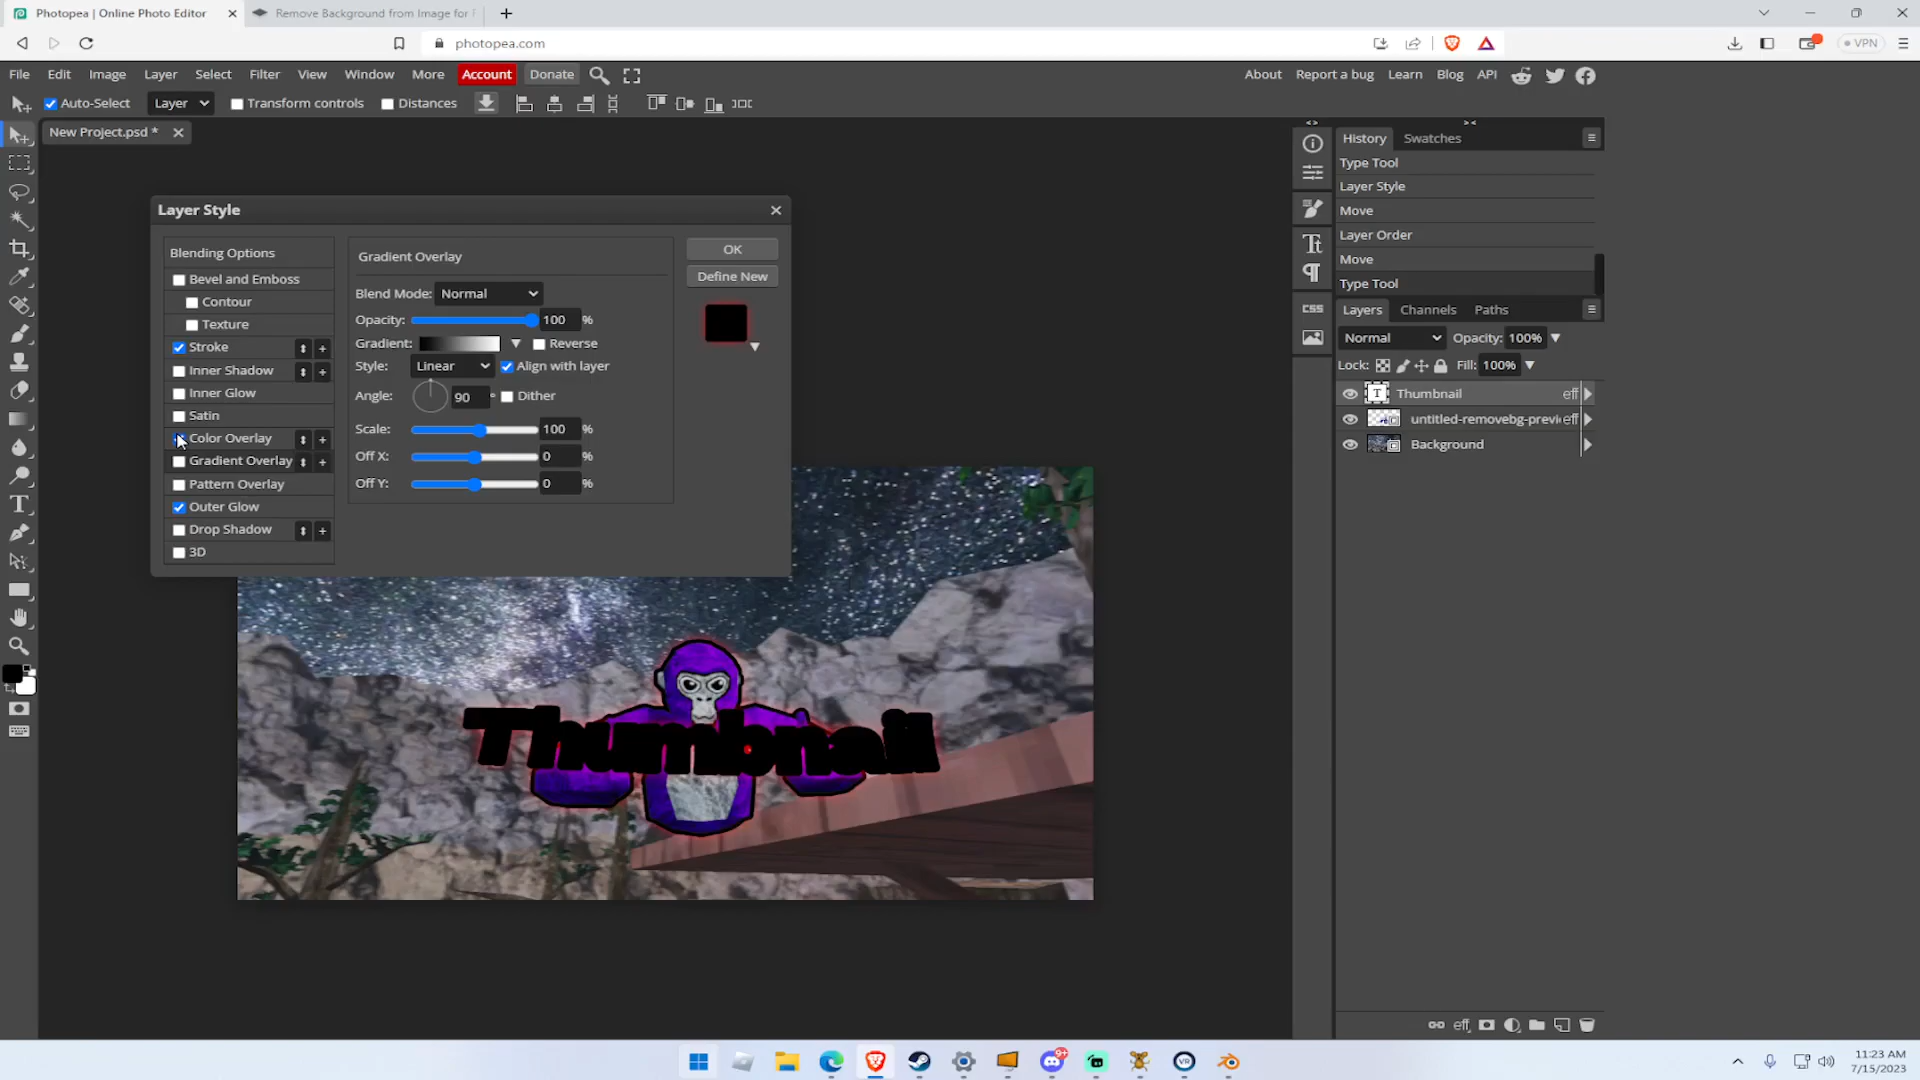 Photopea | Online Photo Editor
Remove Background from Image for F
photopea.com
VPN
File Edit Image Layer Select Filter View Window More Account Donate
About Report a bug Learn Blog API
Auto-Select Layer Transform controls Distances
New Project.psd *
History Swatches
Type Tool
Layer Style
Move
Layer Order
Move
Type Tool
Layer Style
Blending Options
Bevel and Emboss
Contour
Texture
Stroke
Inner Shadow
Inner Glow
Satin
Color Overlay
Gradient Overlay
Pattern Overlay
Outer Glow
Drop Shadow
3D
Gradient Overlay
Blend Mode: Normal
Opacity: 100 %
Gradient: Reverse
Style: Linear Align with layer
Angle: 90 ° Dither
Scale: 100 %
Off X: 0 %
Off Y: 0 %
OK
Define New
Layers Channels Paths
Normal Opacity: 100%
Lock: Fill: 100%
T Thumbnail eff
untitled-removebg-previ eff
Background
CSS
Thumbnail
eff
9+
VR
11:23 AM
7/15/2023